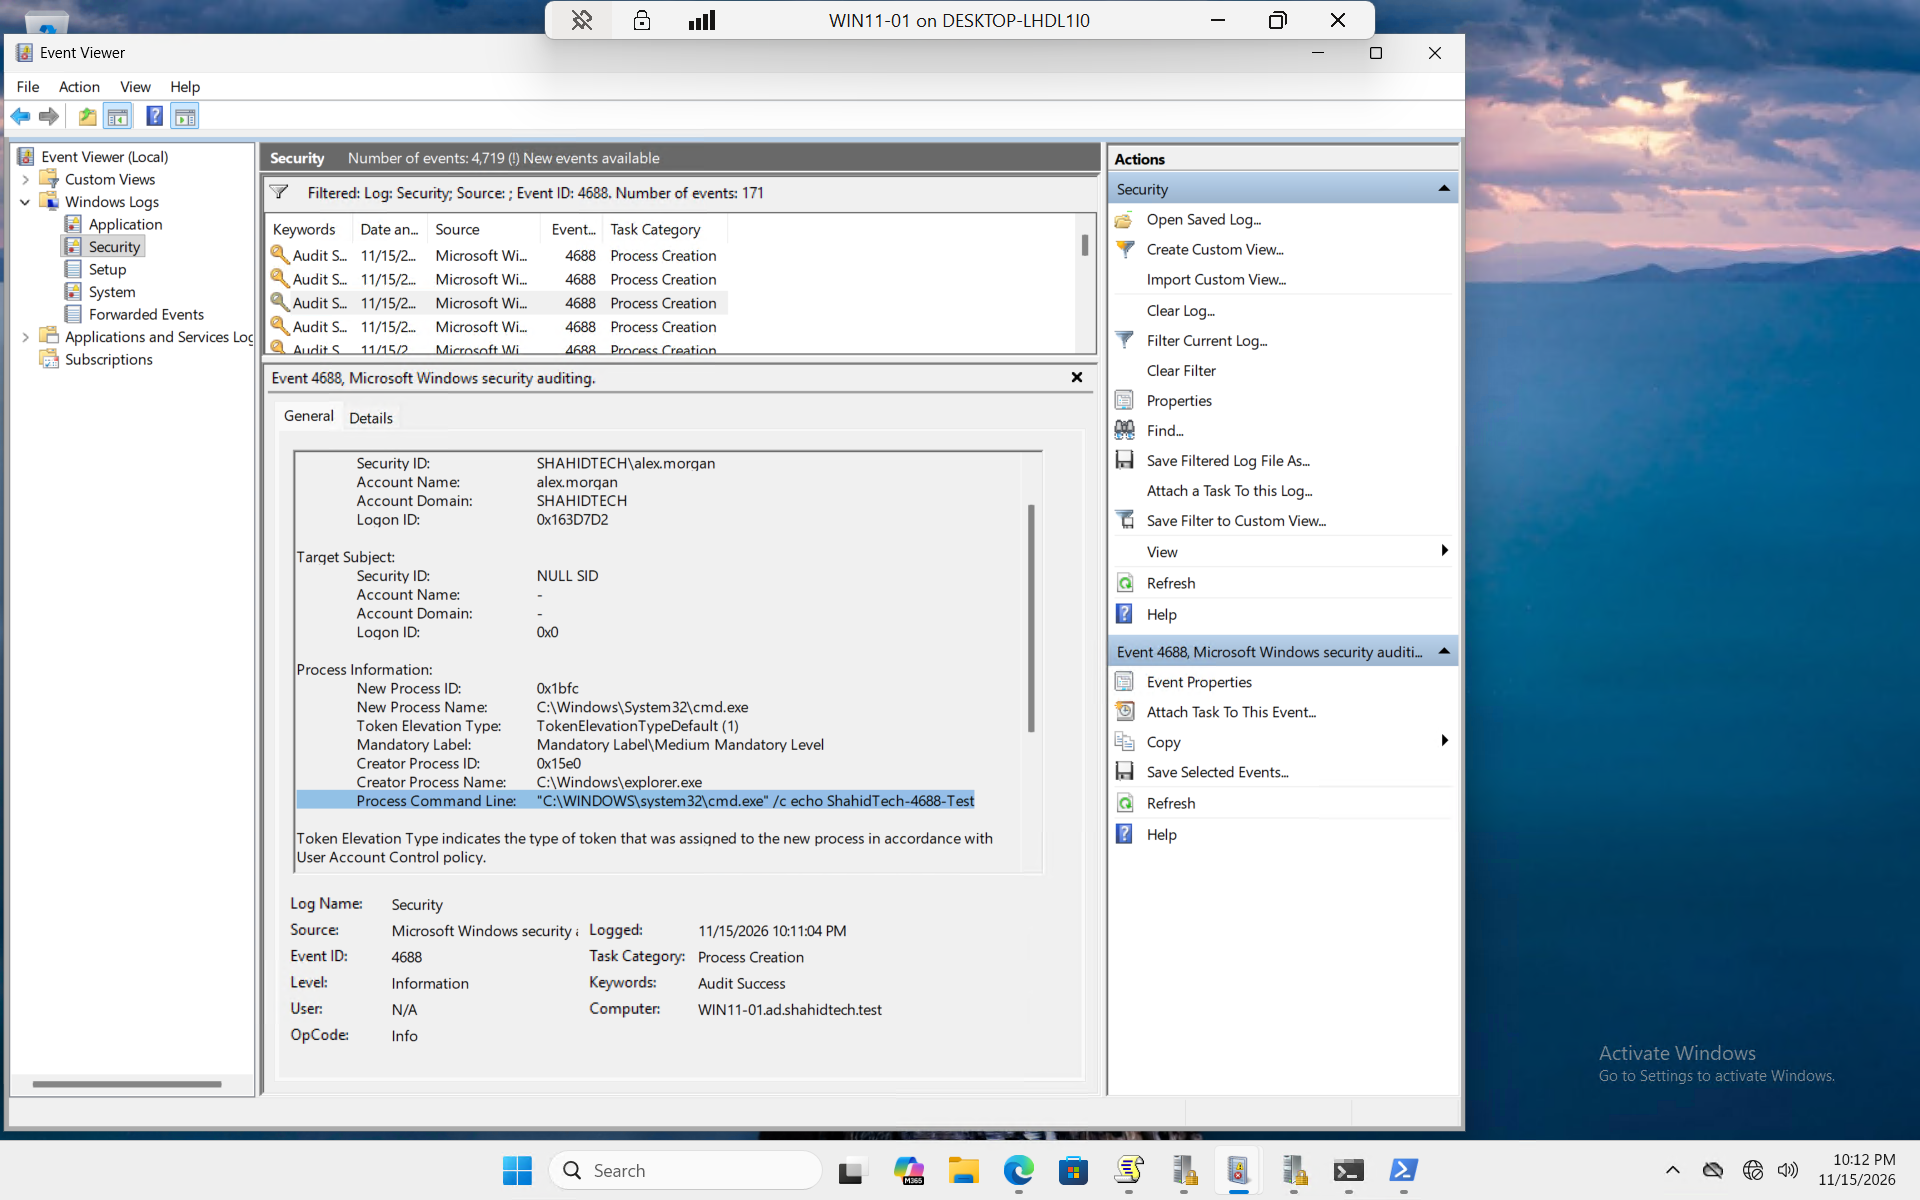 WIN11-01 on DESKTOP-LHDL1I0
Event Viewer
File Action View Help
Event Viewer (Local)
Custom Views
Windows Logs
Application
Security
Setup
System
Forwarded Events
Applications and Services Log
Subscriptions
Security Number of events: 4,719 (!) New events available
Filtered: Log: Security; Source: ; Event ID: 4688. Number of events: 171
Keywords Date an... Source Event... Task Category
Audit S... 11/15/2... Microsoft Wi... 4688 Process Creation
Audit S... 11/15/2... Microsoft Wi... 4688 Process Creation
Audit S... 11/15/2... Microsoft Wi... 4688 Process Creation
Audit S... 11/15/2... Microsoft Wi... 4688 Process Creation
Audit S... 11/15/2... Microsoft Wi... 4688 Process Creation
Event 4688, Microsoft Windows security auditing.
General Details
Security ID: SHAHIDTECH\alex.morgan
Account Name: alex.morgan
Account Domain: SHAHIDTECH
Logon ID: 0x163D7D2
Target Subject:
Security ID: NULL SID
Account Name: -
Account Domain: -
Logon ID: 0x0
Process Information:
New Process ID: 0x1bfc
New Process Name: C:\Windows\System32\cmd.exe
Token Elevation Type: TokenElevationTypeDefault (1)
Mandatory Label: Mandatory Label\Medium Mandatory Level
Creator Process ID: 0x15e0
Creator Process Name: C:\Windows\explorer.exe
Process Command Line: "C:\WINDOWS\system32\cmd.exe" /c echo ShahidTech-4688-Test
Token Elevation Type indicates the type of token that was assigned to the new process in accordance with
User Account Control policy.
Log Name: Security
Source: Microsoft Windows security Logged: 11/15/2026 10:11:04 PM
Event ID: 4688 Task Category: Process Creation
Level: Information Keywords: Audit Success
User: N/A Computer: WIN11-01.ad.shahidtech.test
OpCode: Info
Actions
Security
Open Saved Log...
Create Custom View...
Import Custom View...
Clear Log...
Filter Current Log...
Clear Filter
Properties
Find...
Save Filtered Log File As...
Attach a Task To this Log...
Save Filter to Custom View...
View
Refresh
Help
Event 4688, Microsoft Windows security auditi...
Event Properties
Attach Task To This Event...
Copy
Save Selected Events...
Refresh
Help
Activate Windows
Go to Settings to activate Windows.
Search
M365
10:12 PM
11/15/2026